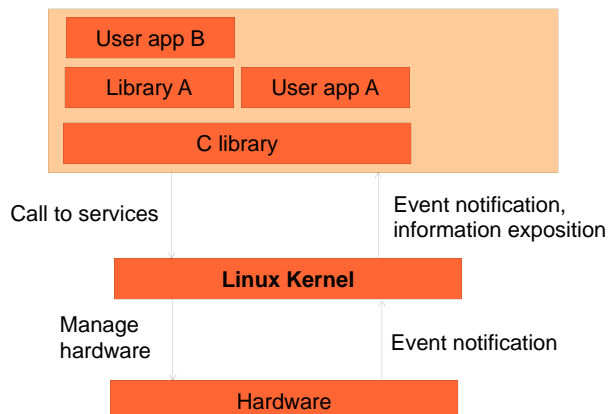 User app B
Library A
User app A
C library
Call to services
Event notification,
information exposition
Linux Kernel
Manage
hardware
Event notification
Hardware